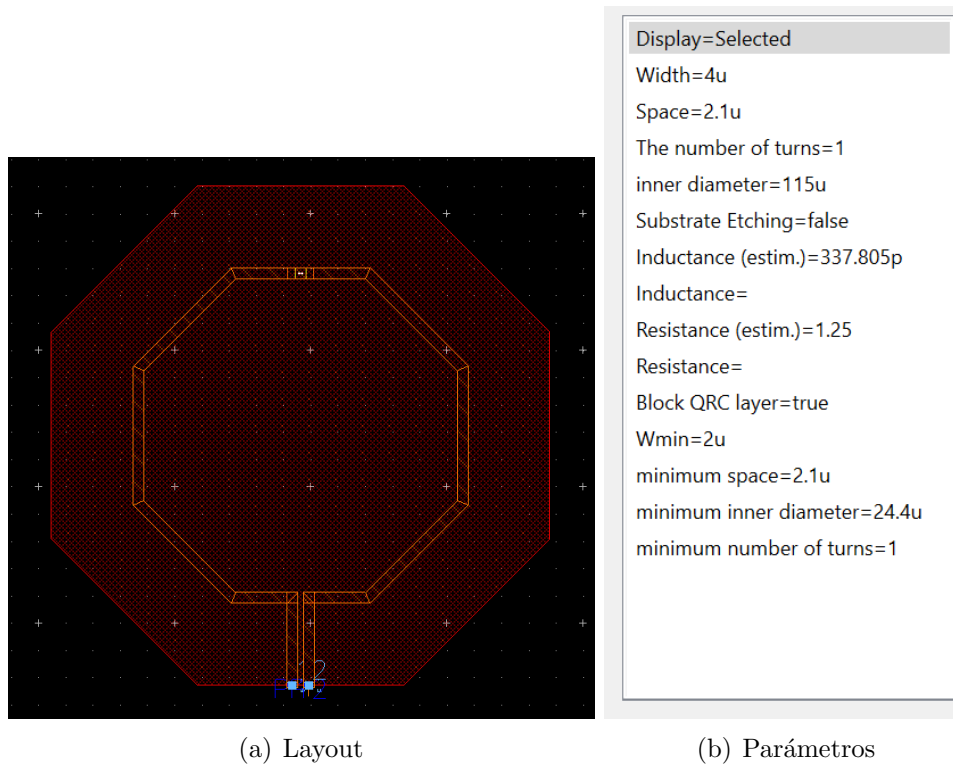 Display=Selected
Width=4u
Space=2.1u
The number of turns=1
inner diameter=115u
Substrate Etching=false
Inductance (estim.)=337.805p
Inductance=
Resistance (estim.)=1.25
Resistance=
Block QRC layer=true
Wmin=2u
minimum space=2.1u
minimum inner diameter=24.4u
minimum number of turns=1
(a) Layout
(b) Parámetros